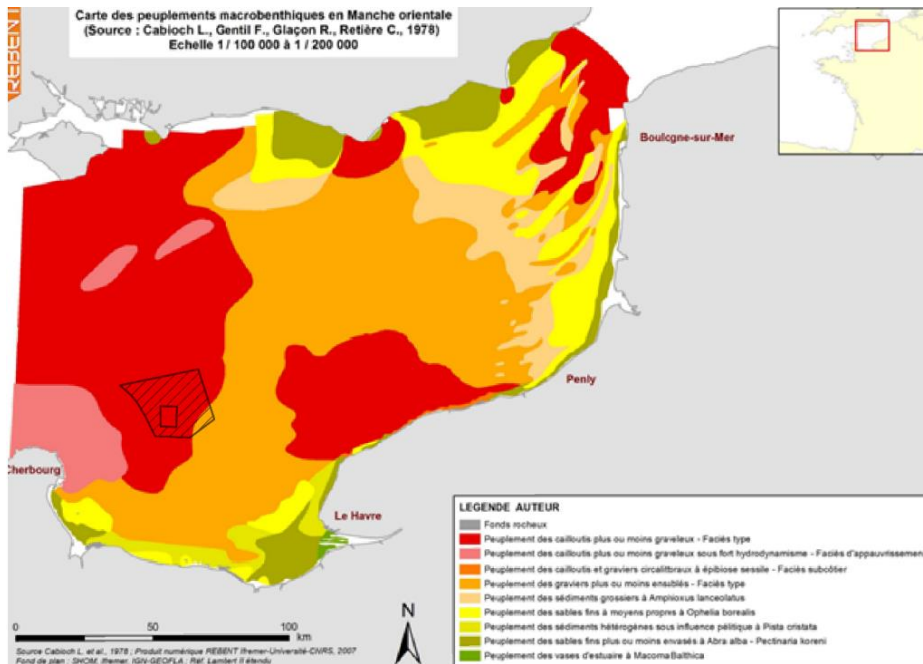 Carte des peuplements macrobenthiques en Manche orientale
(Source : Cabioch L., Gentil F., Glaçon R., Retière C., 1978)
Echelle 1 / 100 000 à 1 / 200 000
REBENT
Boulogne-sur-Mer
Penly
Cherbourg
Le Havre
LEGENDE AUTEUR
Fonds rocheux
Peuplement des cailloutis plus ou moins graveleux - Faciès type
Peuplement des cailloutis plus ou moins graveleux sous fort hydrodynamisme - Faciès d'appauvrissemen
Peuplement des cailloutis et graviers circalitoraux à épibiose sessile - Faciès subcôtier
Peuplement des graviers plus ou moins ensablés - Faciès type
Peuplement des sédiments grossiers à Amphioxus lanceolatus
Peuplement des sables fins à moyens propres à Ophelia borealis
Peuplement des sédiments hétérogènes sous influence pélitique à Pista cristata
Peuplement des sables fins plus ou moins envasés à Abra alba - Pectinaria koreni
Peuplement des vases d'estuaire à MacomaBalthica
N
0 50 100
km
Source Cabioch L. et al., 1978 ; Produit numérique REBENT Ifremer-Université-CNRS, 2007
Fond de plan : SHOM, Ifremer, IGN-GEOFLA ; Réf. Lambert II étendu